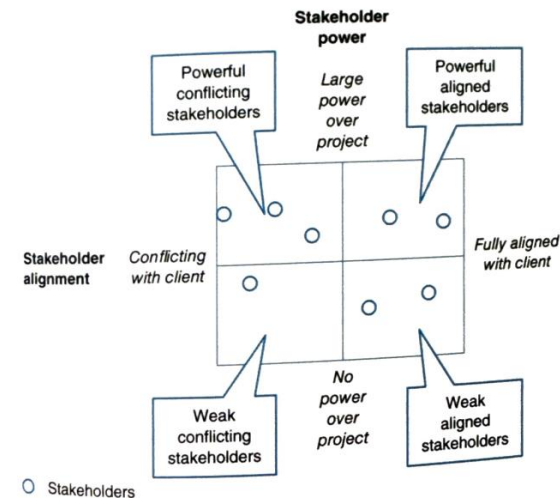 Stakeholder
power
Powerful
conflicting
stakeholders
Large
power
over
project
Powerful
aligned
stakeholders
Stakeholder
alignment
Conflicting
with client
Fully aligned
with client
Weak
conflicting
stakeholders
No
power
over
project
Weak
aligned
stakeholders
Stakeholders